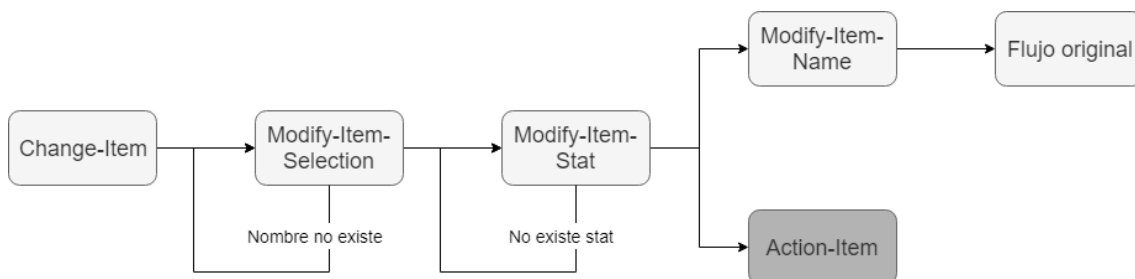 Change-Item
Modify-Item-
Selection
Nombre no existe
Modify-Item-
Stat
No existe stat
Modify-Item-
Name
Flujo original
Action-Item